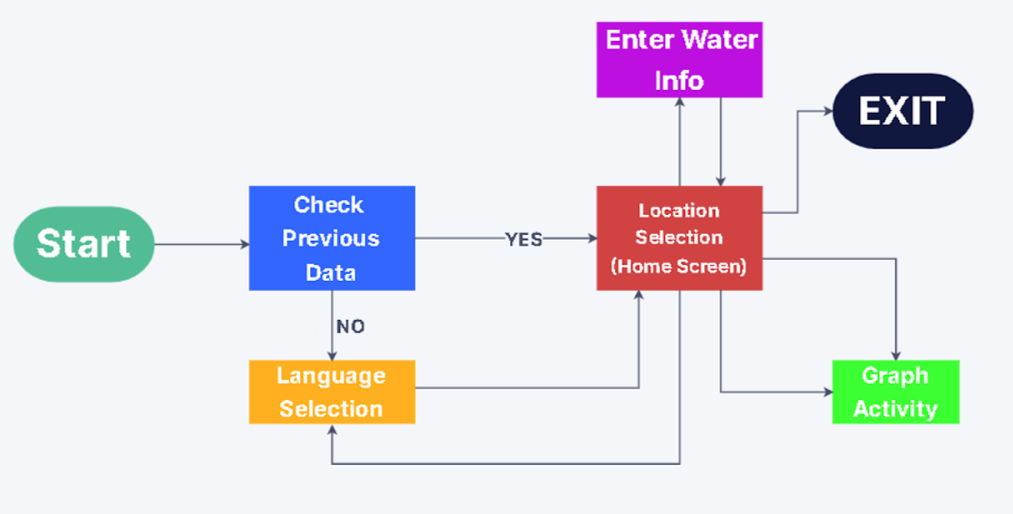 Enter Water
Info
EXIT
Check
Previous
Data
Location
Selection
(Home Screen)
Start
YES
NO
Language
Selection
Graph
Activity